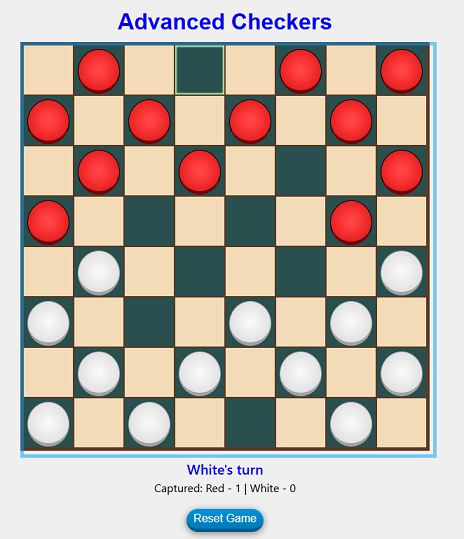 Advanced Checkers
White's turn
Captured: Red - 1 | White - 0
Reset Game